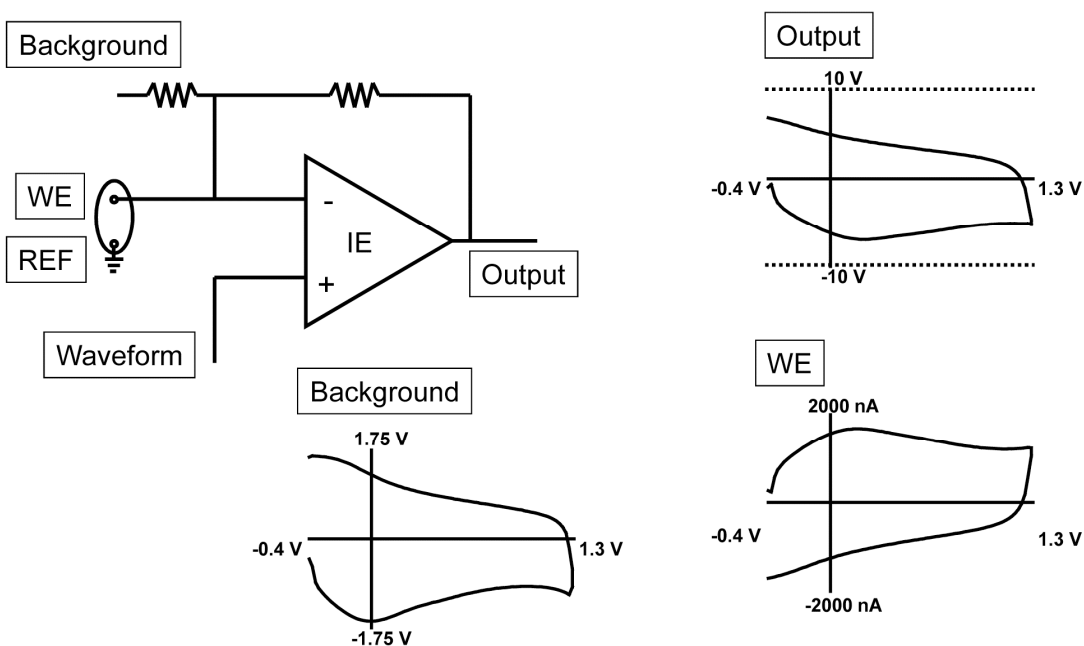 Background
WE
REF
-
IE
+
Output
Waveform
Output
10 V
-0.4 V
1.3 V
-10 V
Background
1.75 V
-0.4 V
1.3 V
-1.75 V
WE
2000 nA
-0.4 V
1.3 V
-2000 nA